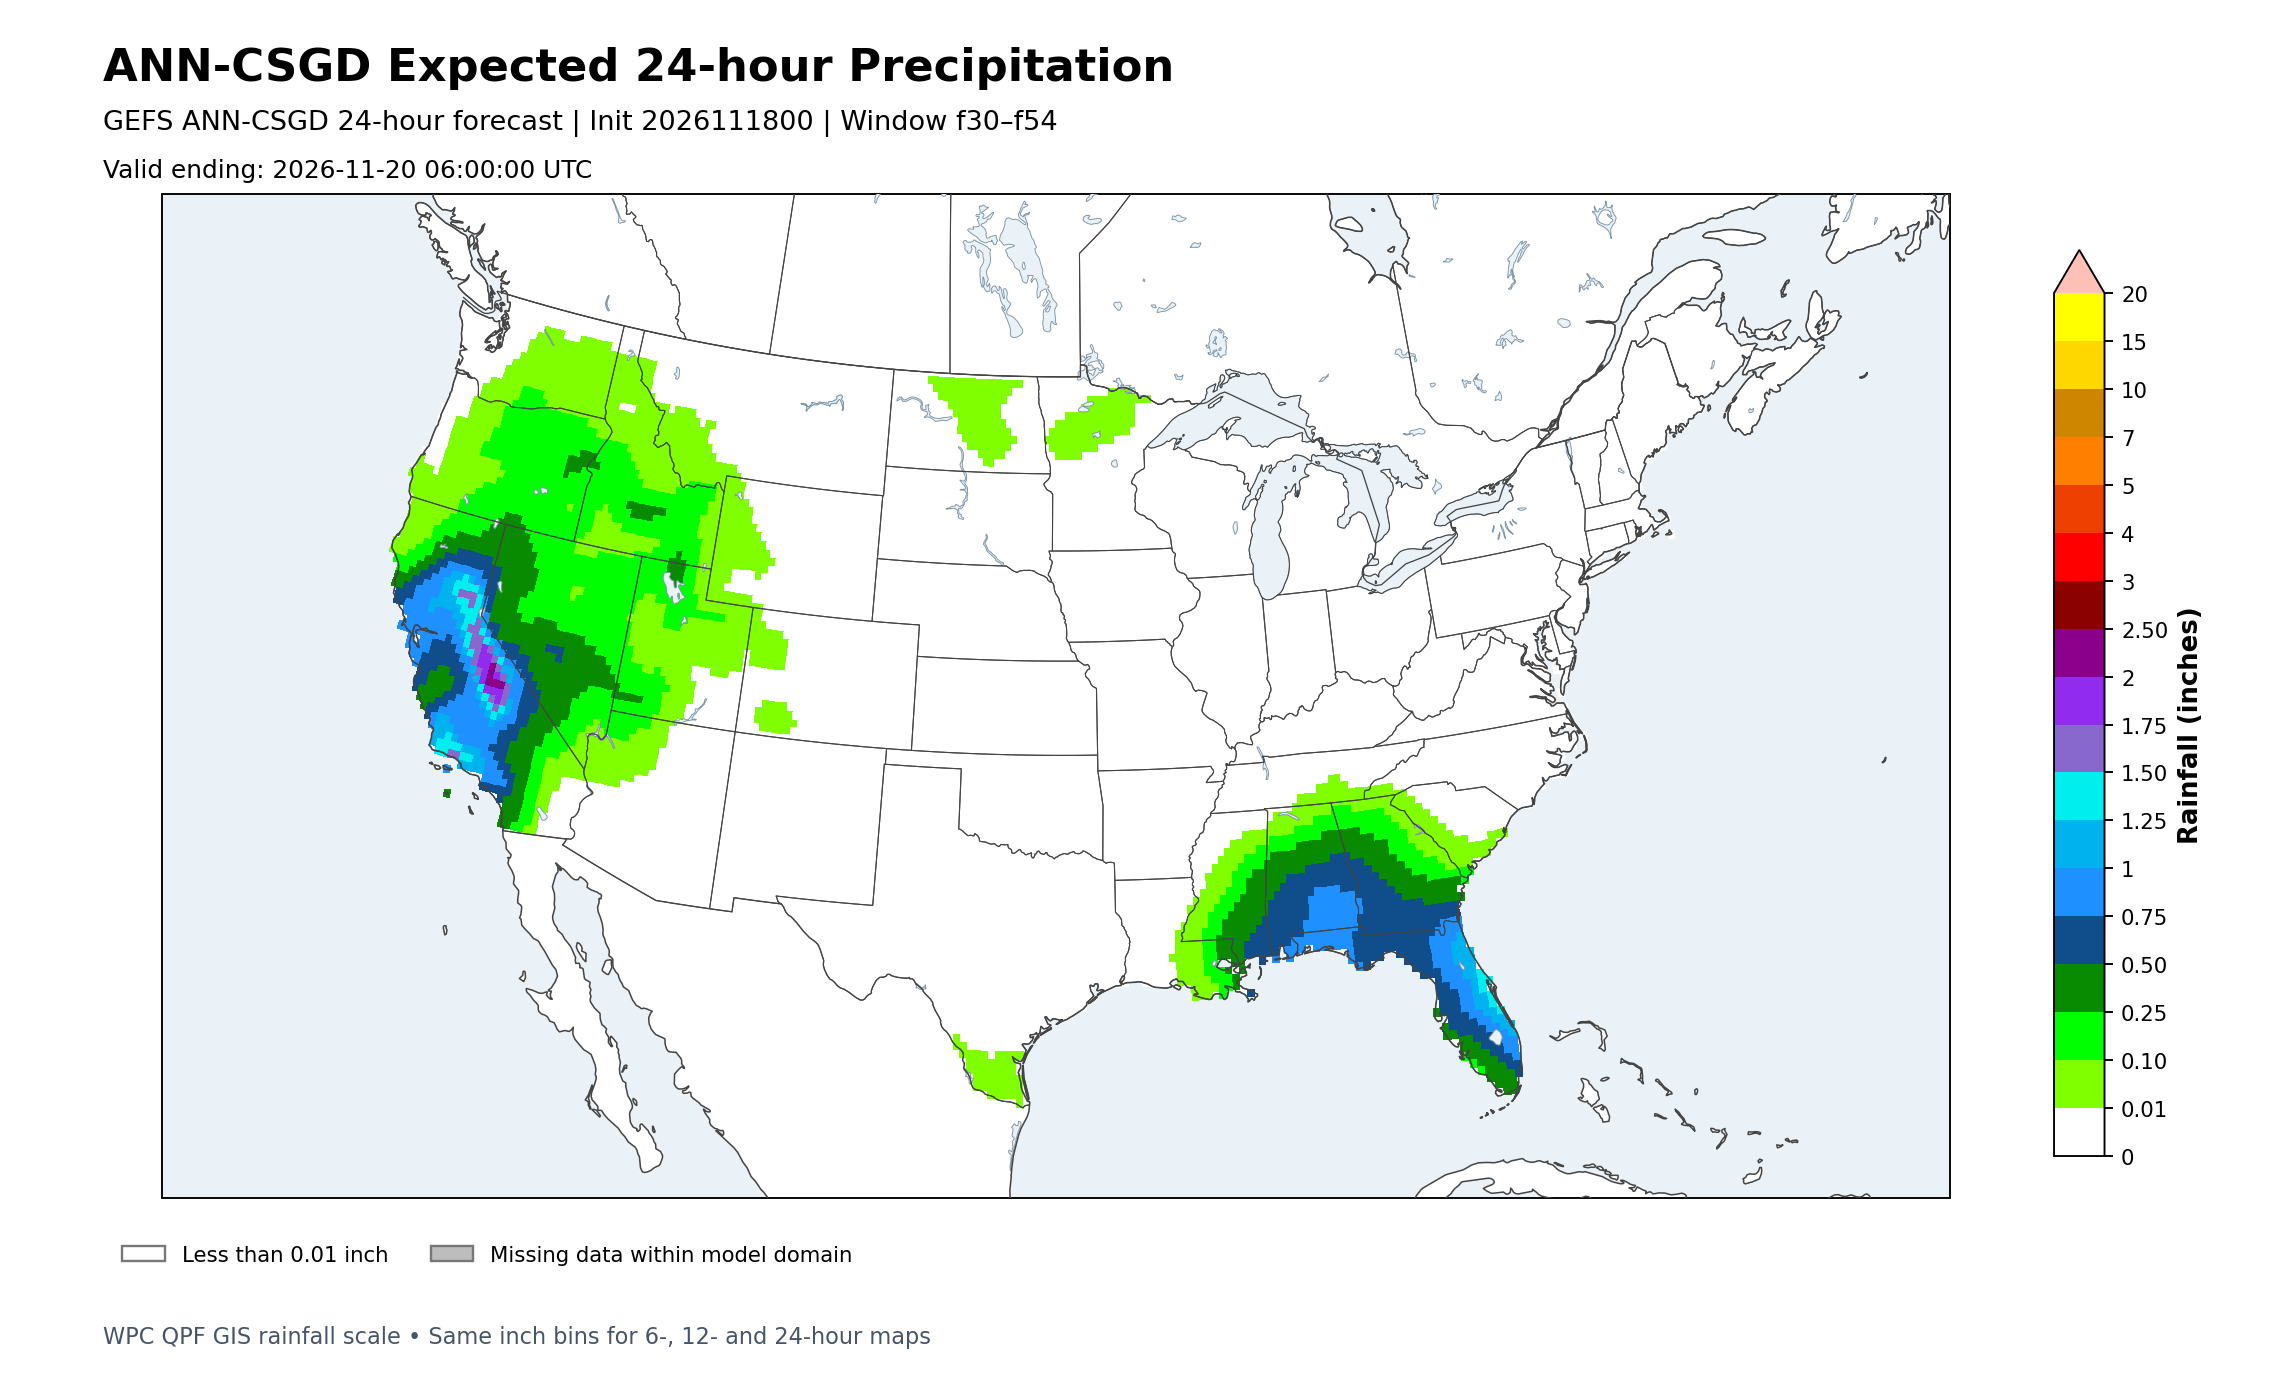 ANN-CSGD Expected 24-hour Precipitation
GEFS ANN-CSGD 24-hour forecast | Init 2026111800 | Window f30–f54
Valid ending: 2026-11-20 06:00:00 UTC
20
15
10
7
5
4
3
2.50
2
1.75
1.50
1.25
1
0.75
0.50
0.25
0.10
0.01
0
Rainfall (inches)
Less than 0.01 inch
Missing data within model domain
WPC QPF GIS rainfall scale • Same inch bins for 6-, 12- and 24-hour maps